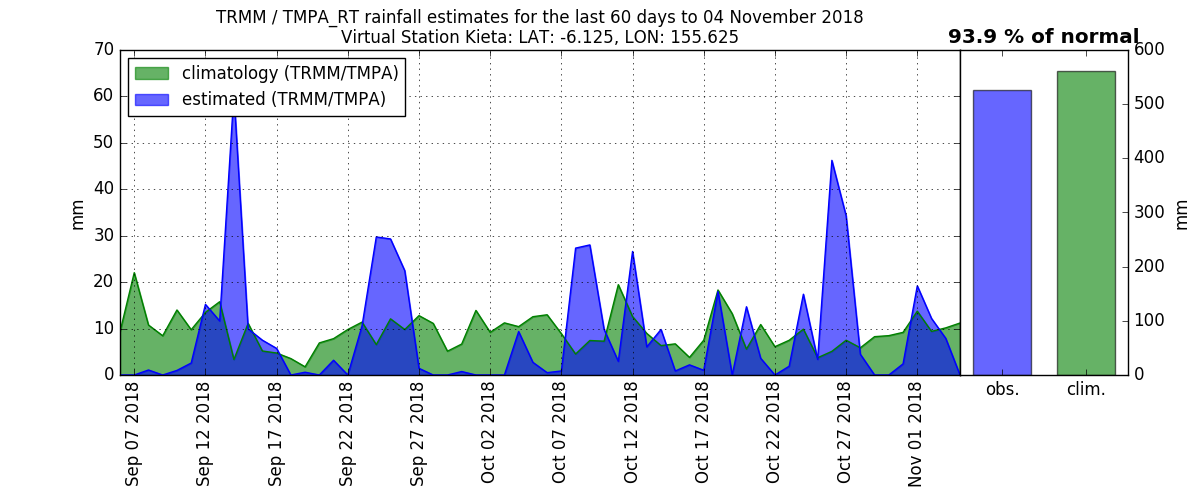 TRMM / TMPA_RT rainfall estimates for the last 60 days to 04 November 2018
Virtual Station Kieta: LAT: -6.125, LON: 155.625
93.9 % of normal
climatology (TRMM/TMPA)
estimated (TRMM/TMPA)
mm
70
60
50
40
30
20
10
0
Sep 07 2018
Sep 12 2018
Sep 17 2018
Sep 22 2018
Sep 27 2018
Oct 02 2018
Oct 07 2018
Oct 12 2018
Oct 17 2018
Oct 22 2018
Oct 27 2018
Nov 01 2018
obs.
clim.
600
500
400
300
200
100
0
mm